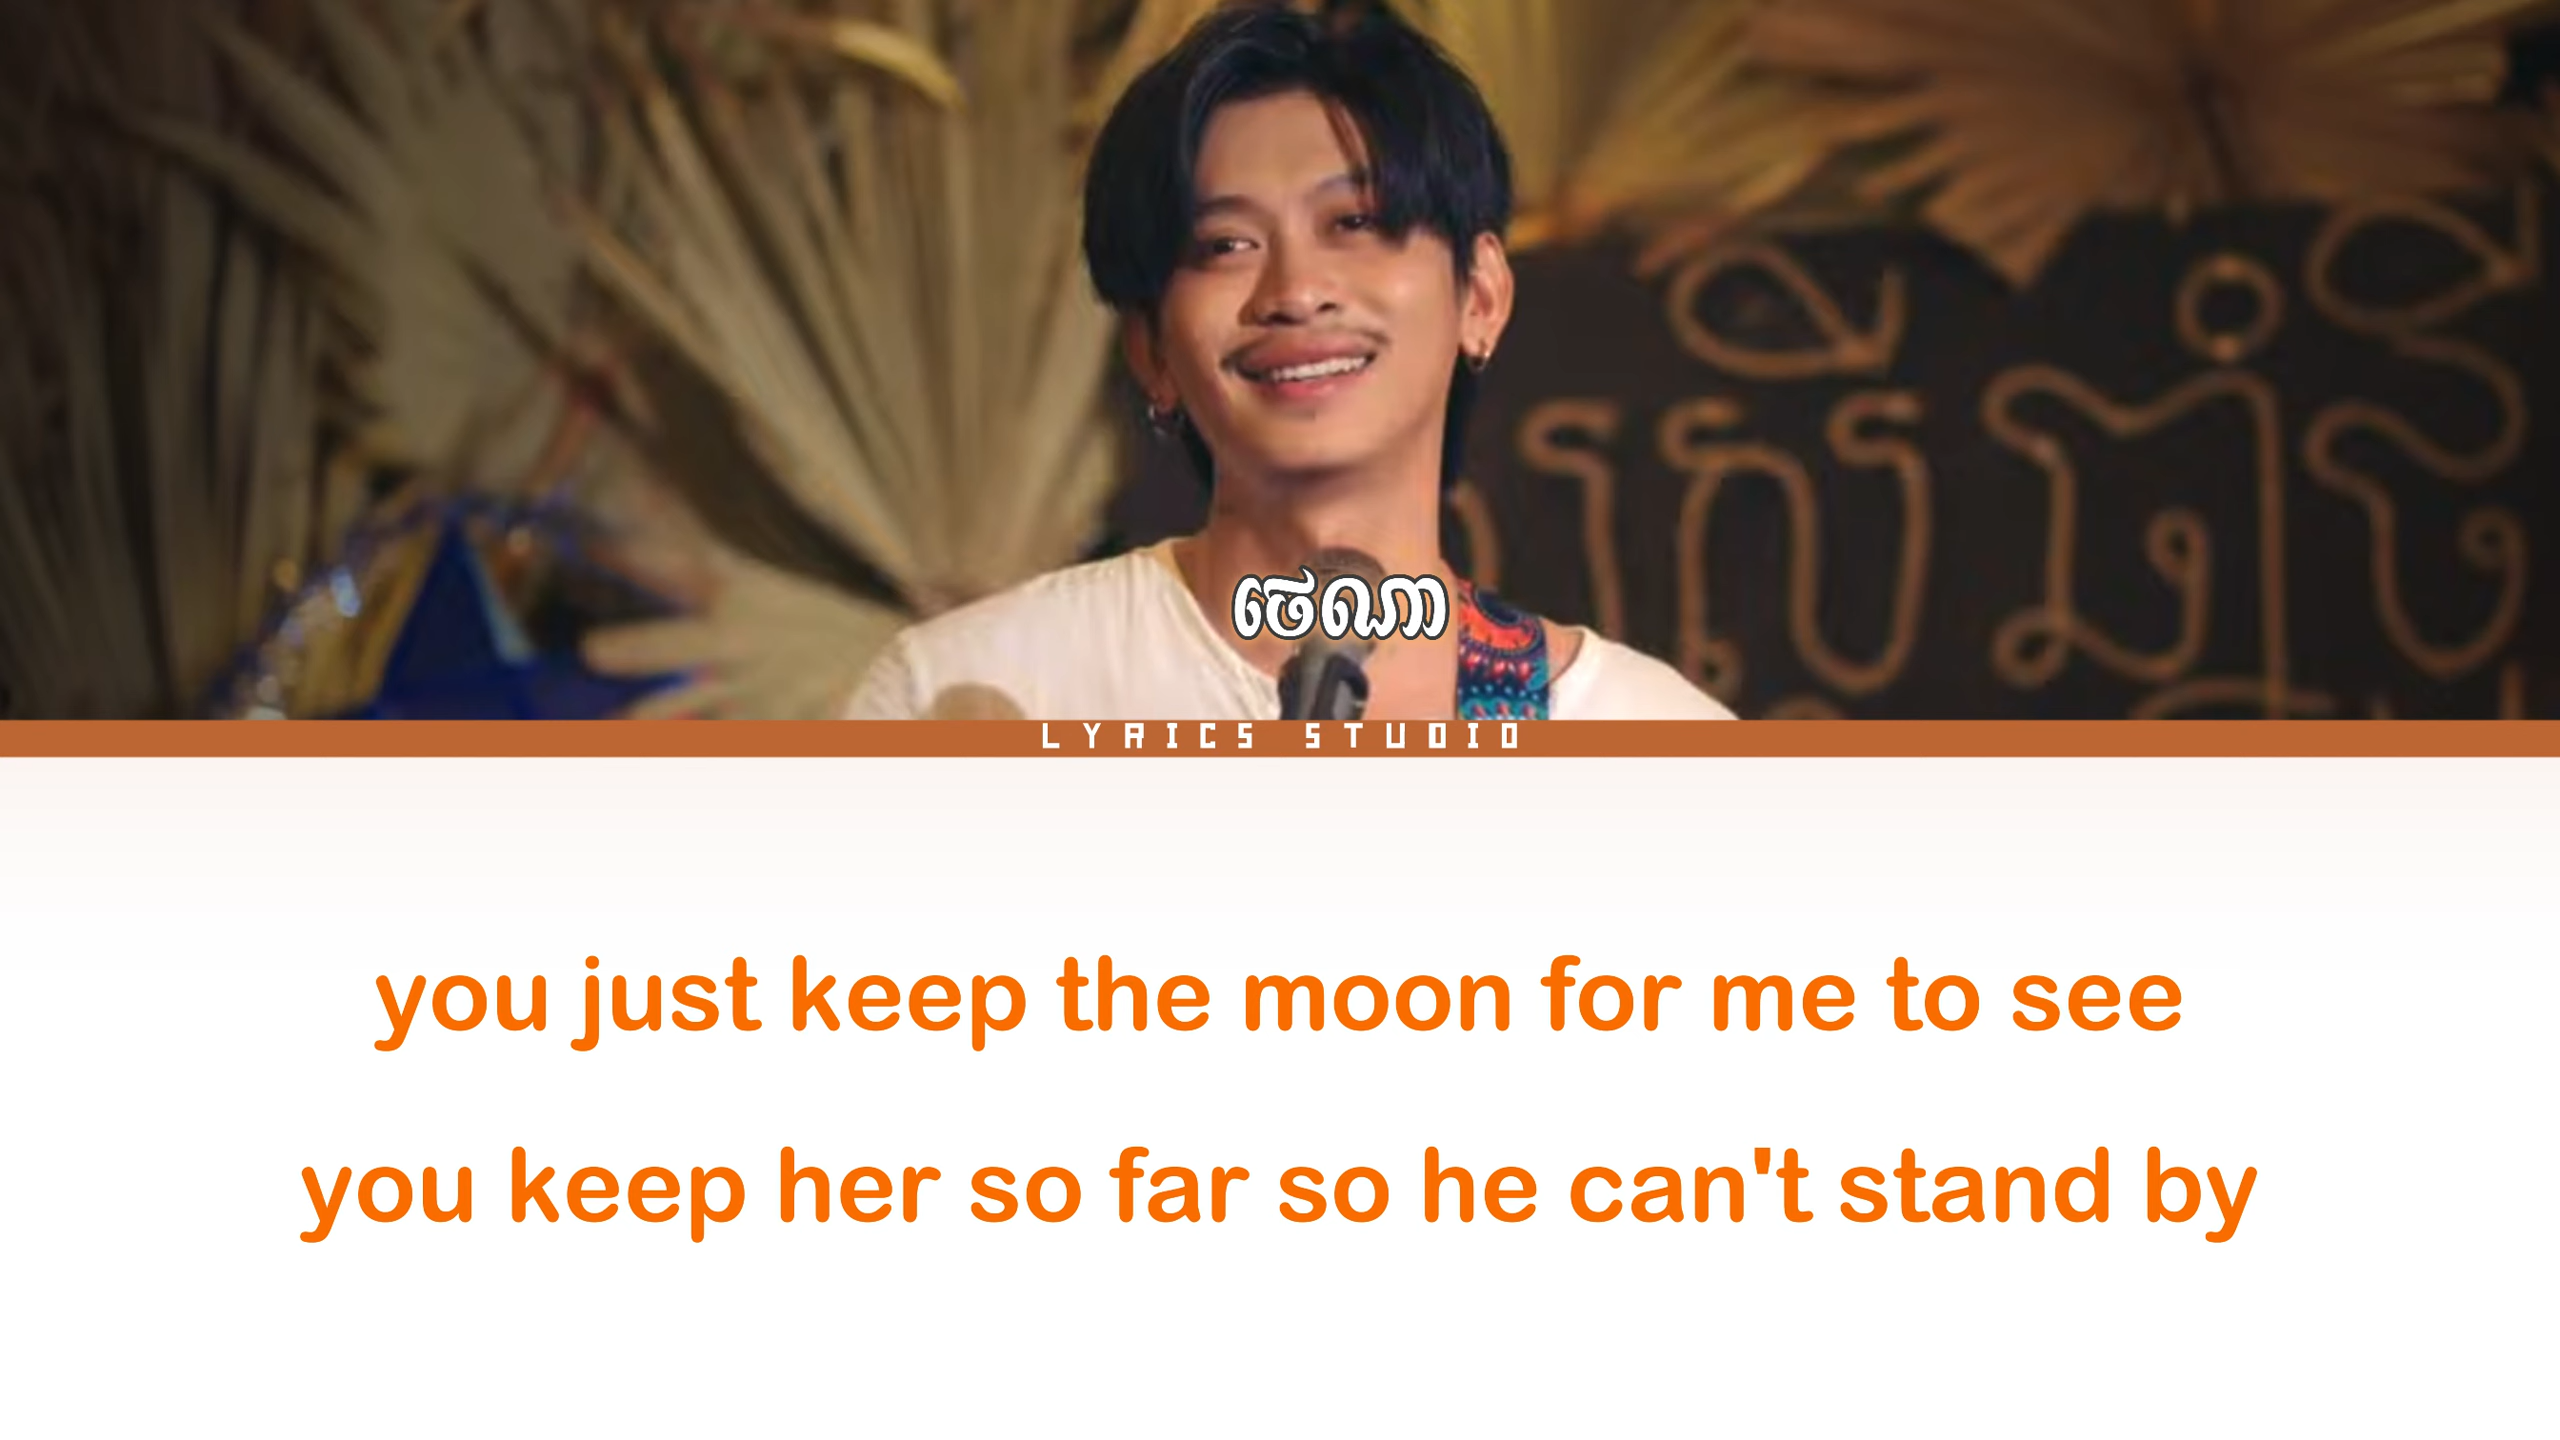 ថេណា
LYRICS STUDIO
you just keep the moon for me to see
you keep her so far so he can't stand by